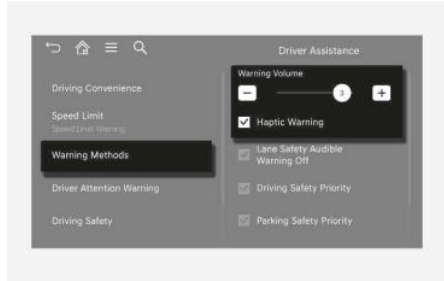 Driver Assistance
Driving Convenience
Speed Limit
Speed Limit Warning
Warning Methods
Driver Attention Warning
Driving Safety
Warning Volume
- 3 +
Haptic Warning
Lane Safety Audible
Warning Off
Driving Safety Priority
Parking Safety Priority